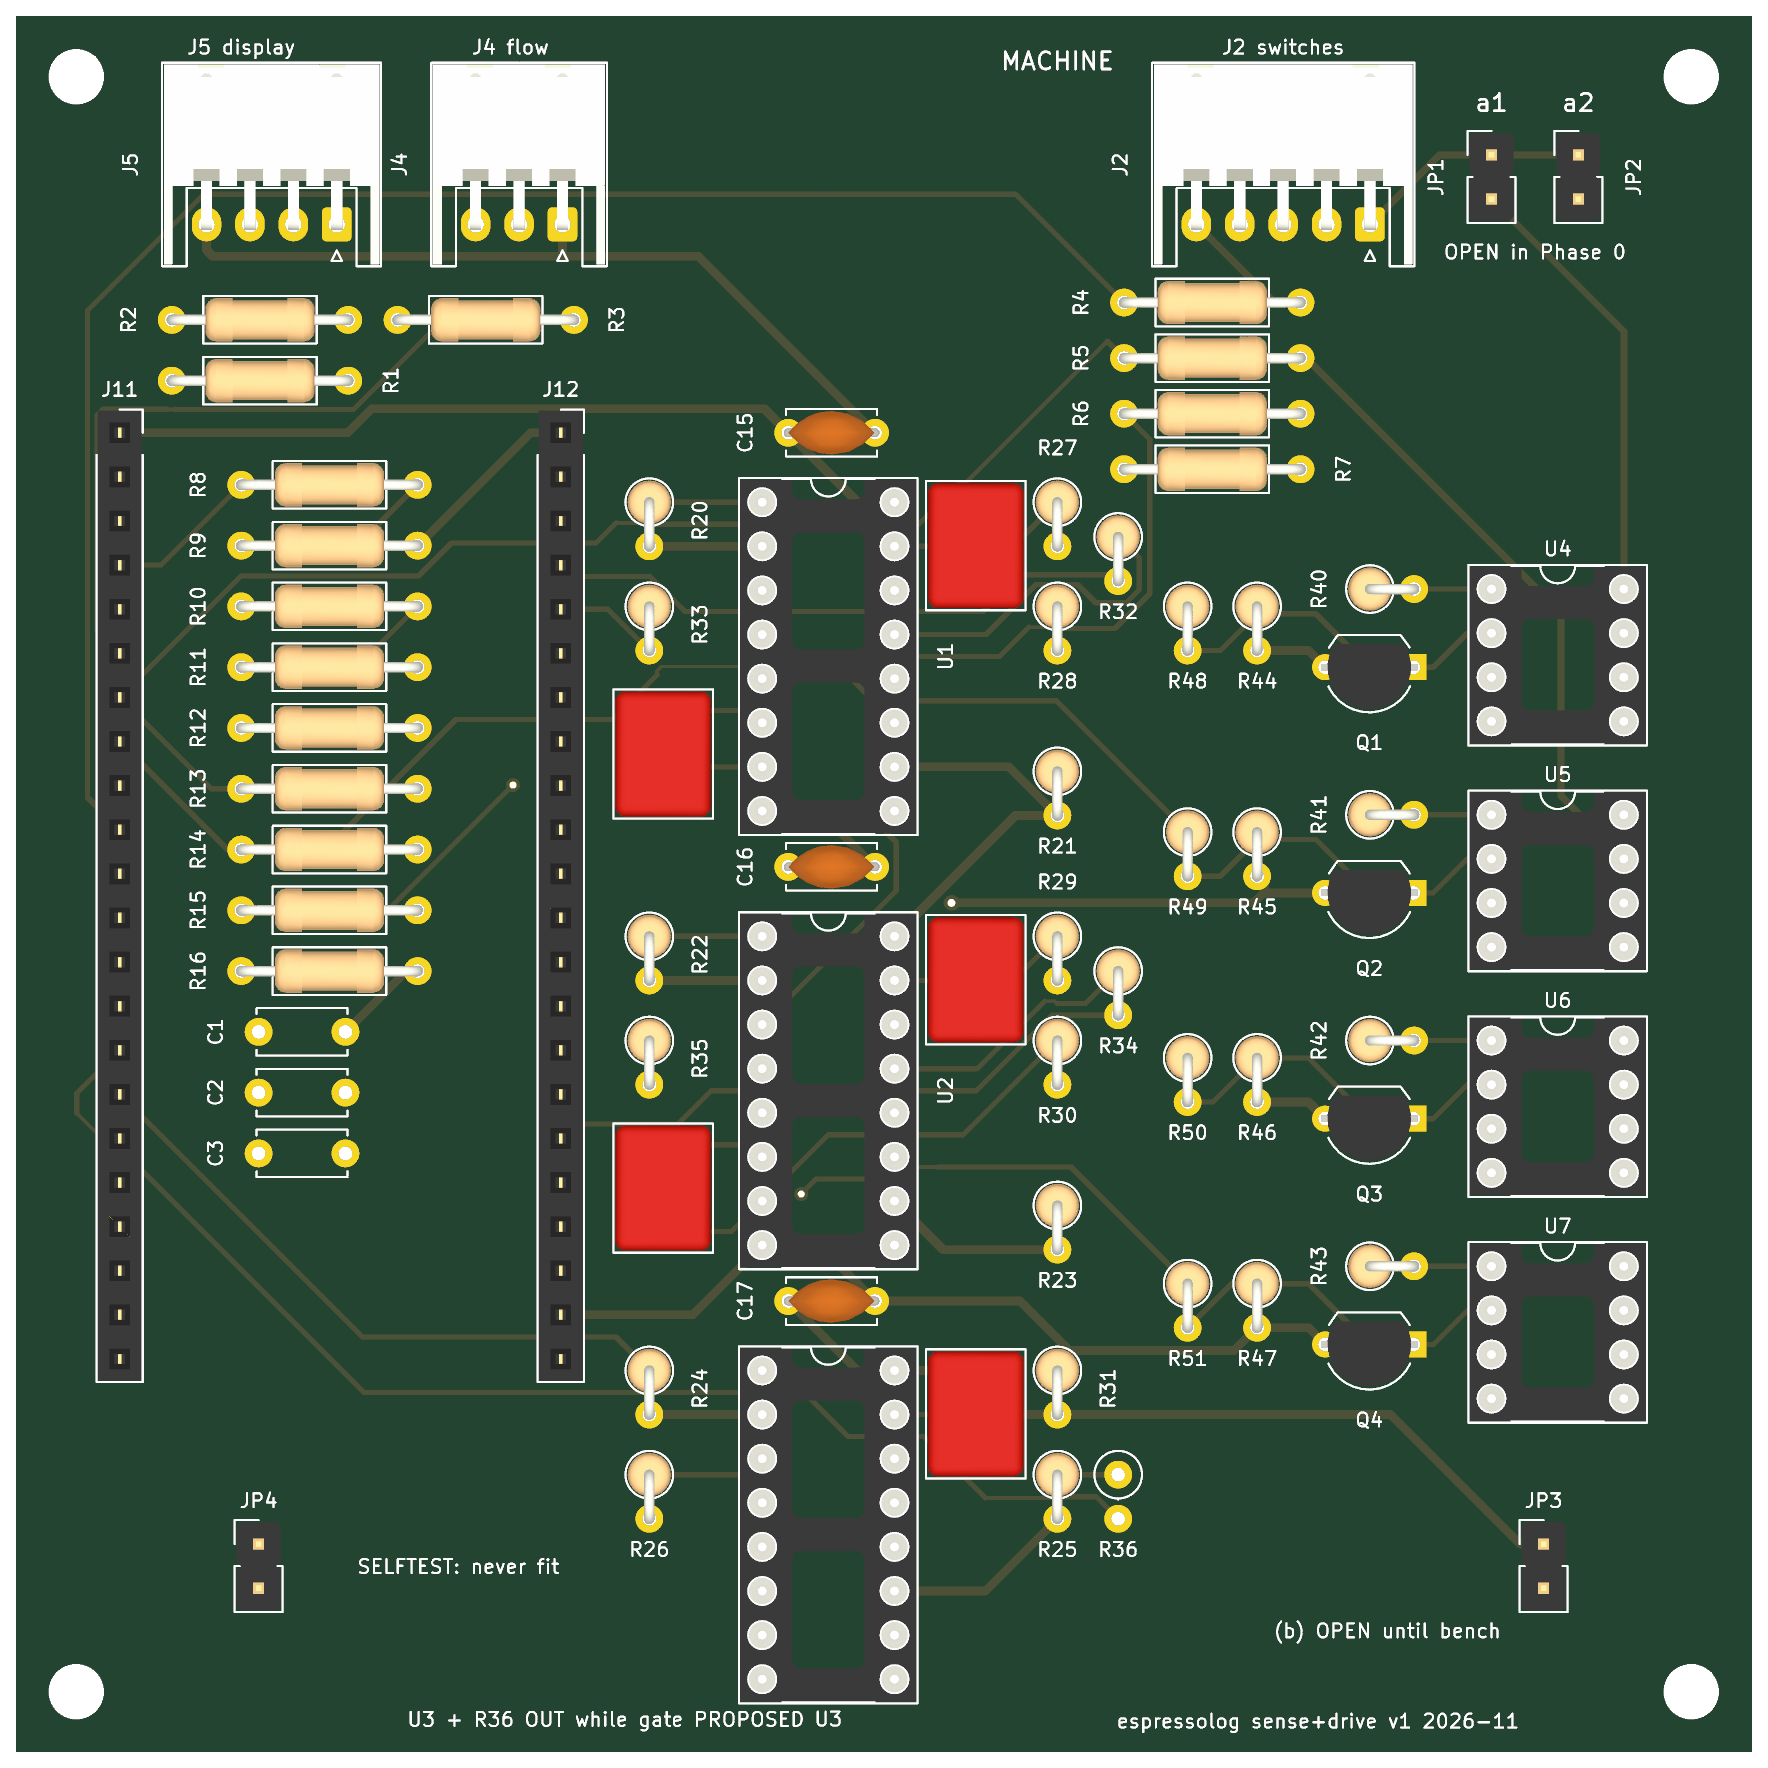 J5 display
J4 flow
MACHINE
J2 switches
a1
a2
J5
J4
J2
JP1
JP2
OPEN in Phase 0
R2
R3
R4
R1
R5
R6
R7
J11
J12
C15
R27
R8
R20
R9
U4
R10
R33
R32
R40
R11
U1
R28
R48
R44
R12
Q1
R13
U5
R14
C16
R21
R41
R29
R15
R49
R45
R16
R22
Q2
U6
C1
R35
R34
R42
C2
U2
R30
R50
R46
C3
Q3
U7
C17
R23
R43
R24
R31
R51
R47
Q4
JP4
JP3
R26
R25
R36
SELFTEST: never fit
(b) OPEN until bench
U3 + R36 OUT while gate PROPOSED U3
espressolog sense+drive v1 2026-11